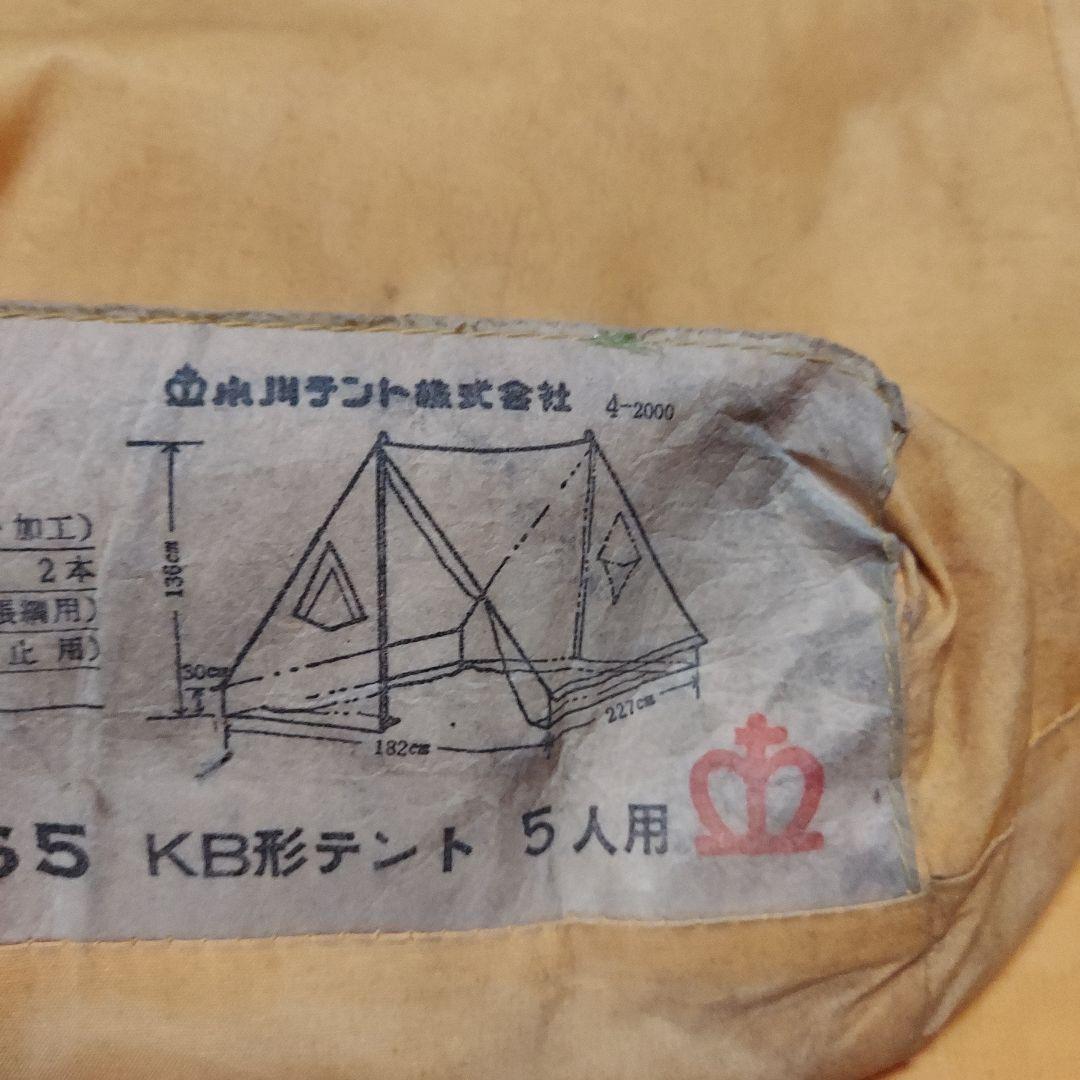 小川テント株式会社 4-2000
加工)
2本
張綱用)
止用)
136cm
30cm
182cm
227cm
55 KB形テント 5人用